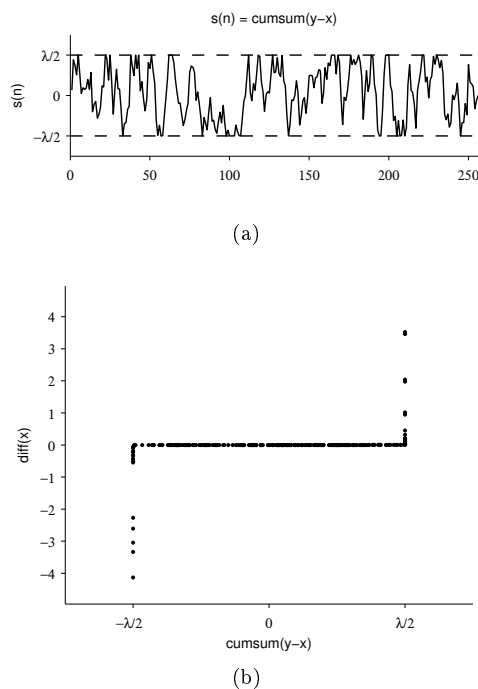 s(n) = cumsum(y−x)
λ/2
0
−λ/2
s(n)
0 50 100 150 200 250
(a)
4
3
2
1
0
−1
−2
−3
−4
diff(x)
−λ/2 0 λ/2
cumsum(y−x)
(b)